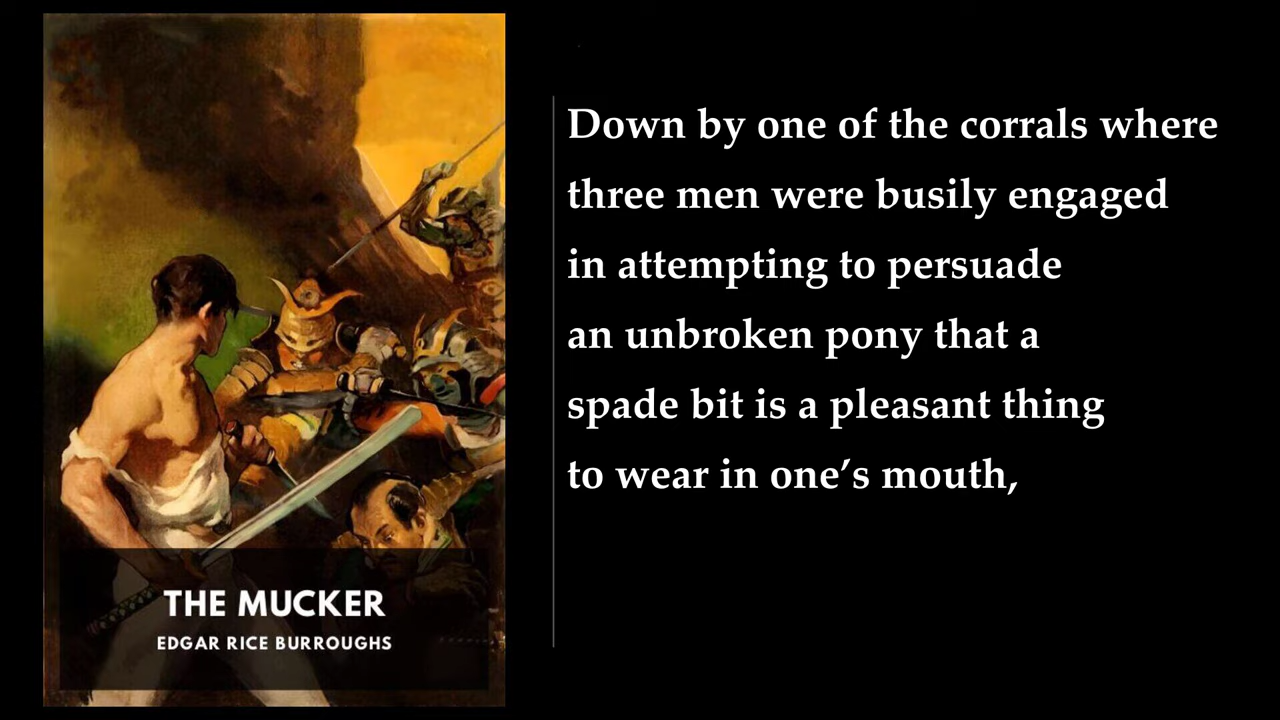 THE MUCKER
EDGAR RICE BURROUGHS
Down by one of the corrals where
three men were busily engaged
in attempting to persuade
an unbroken pony that a
spade bit is a pleasant thing
to wear in one’s mouth,